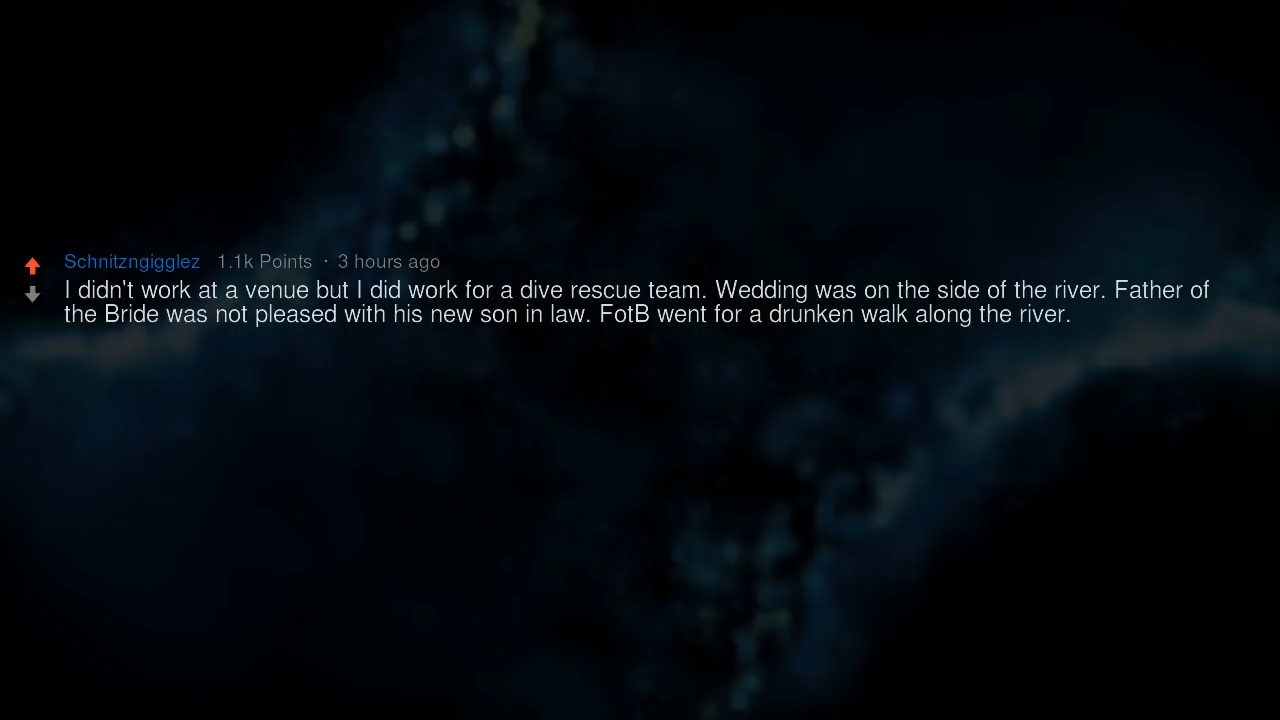 Schnitzngigglez 1.1k Points · 3 hours ago
I didn't work at a venue but I did work for a dive rescue team. Wedding was on the side of the river. Father of
the Bride was not pleased with his new son in law. FotB went for a drunken walk along the river.